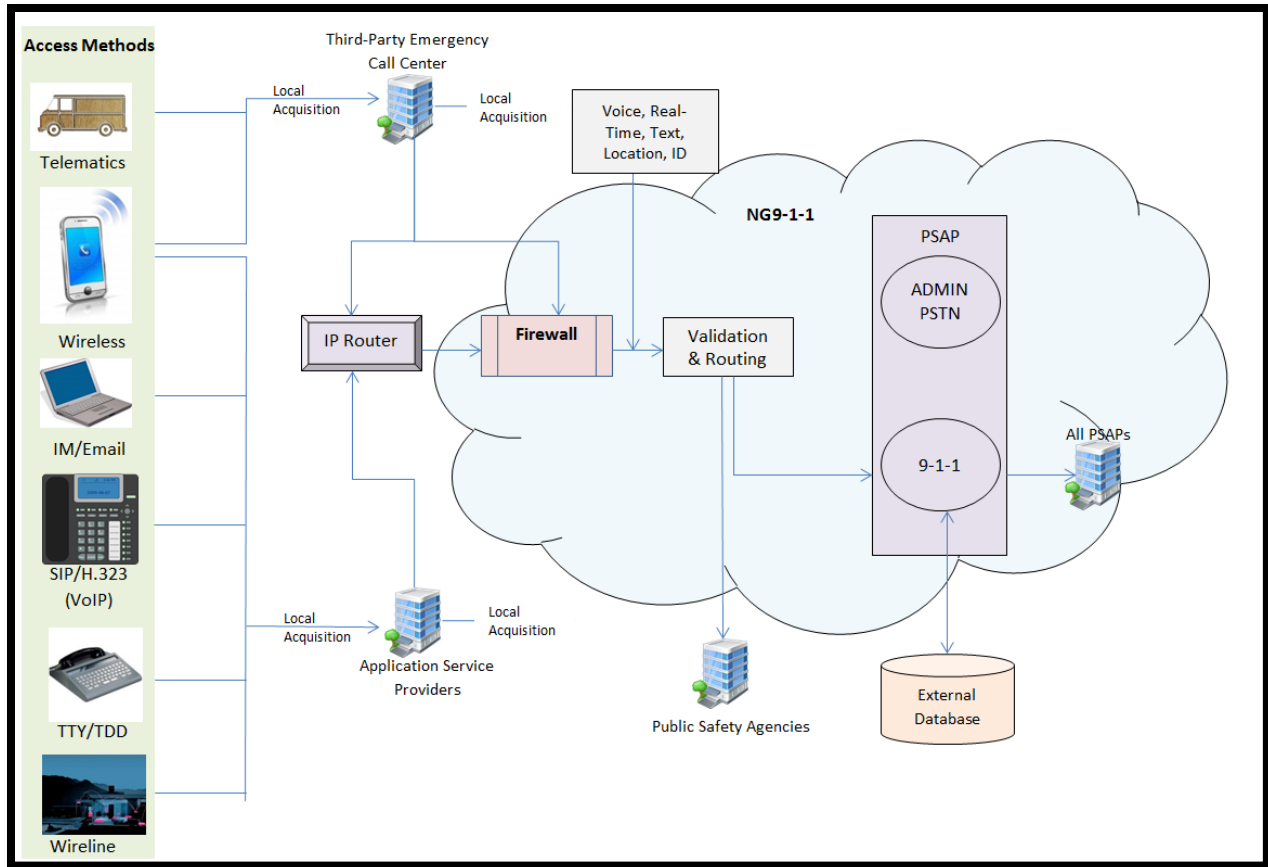 Access Methods
Telematics
Wireless
IM/Email
SIP/H.323
(VoIP)
TTY/TDD
Wireline
Third-Party Emergency
Call Center
Local
Acquisition
Local
Acquisition
Voice, Real-
Time, Text,
Location, ID
NG9-1-1
PSAP
ADMIN
PSTN
IP Router
Firewall
Validation
& Routing
9-1-1
All PSAPs
Local
Acquisition
Local
Acquisition
Application Service
Providers
Public Safety Agencies
External
Database